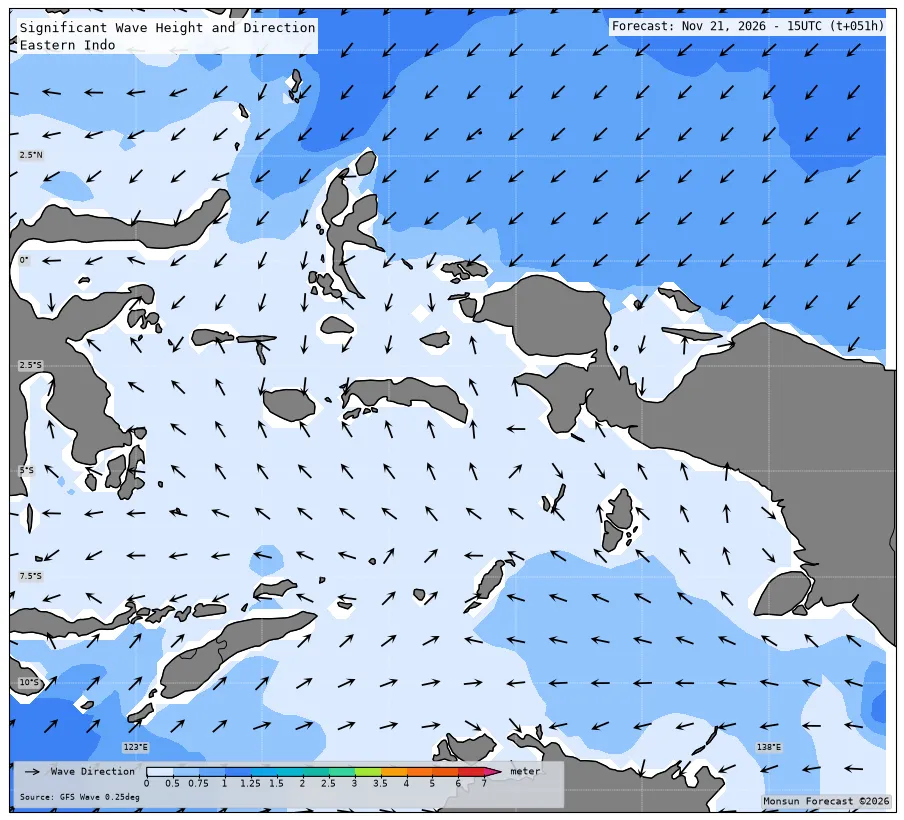 Significant Wave Height and Direction
Eastern Indo
Forecast: Nov 21, 2026 - 15UTC (t+051h)
2.5°N
0°
2.5°S
5°S
7.5°S
10°S
123°E
138°E
Wave Direction
meter
0 0.5 0.75 1 1.25 1.5 2 2.5 3 3.5 4 5 6 7
Source: GFS Wave 0.25deg
Monsun Forecast ©2026